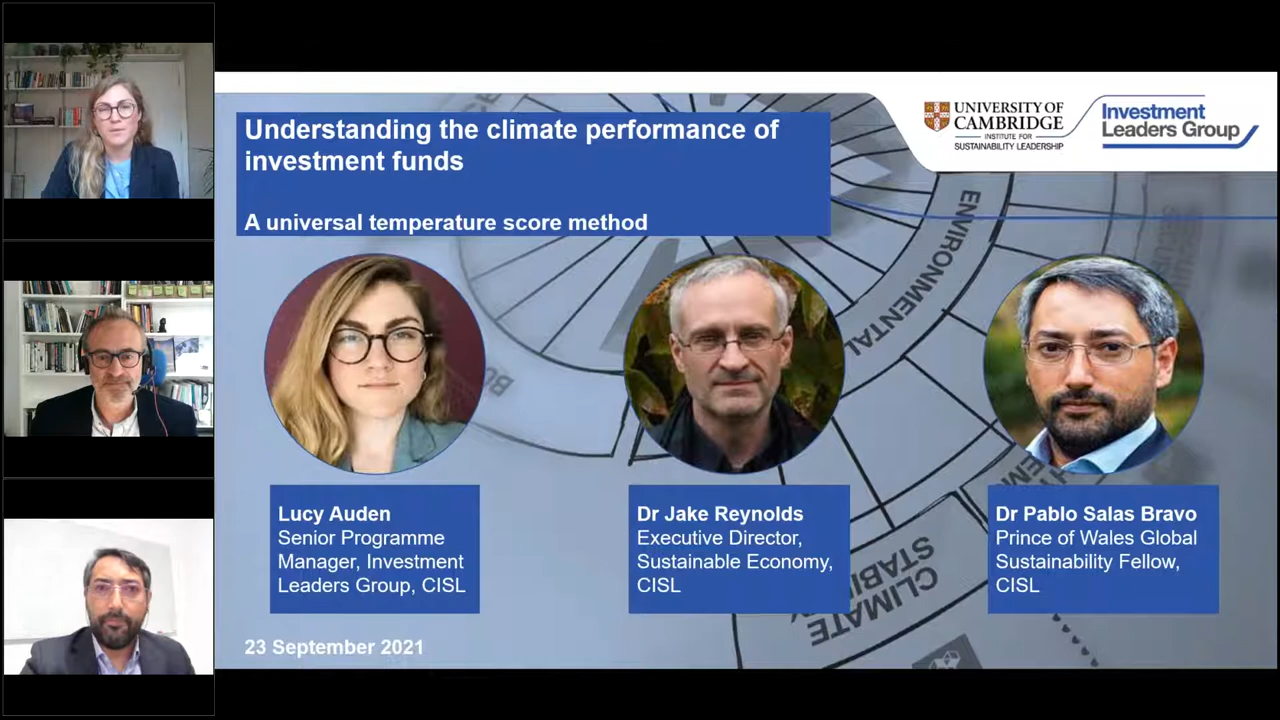 Understanding the climate performance of
investment funds
A universal temperature score method
UNIVERSITY OF
CAMBRIDGE
INSTITUTE FOR
SUSTAINABILITY LEADERSHIP
Investment
Leaders Group
ENVIRONMENTAL
CLIMATE
STABILITY
Lucy Auden
Senior Programme
Manager, Investment
Leaders Group, CISL
Dr Jake Reynolds
Executive Director,
Sustainable Economy,
CISL
Dr Pablo Salas Bravo
Prince of Wales Global
Sustainability Fellow,
CISL
23 September 2021